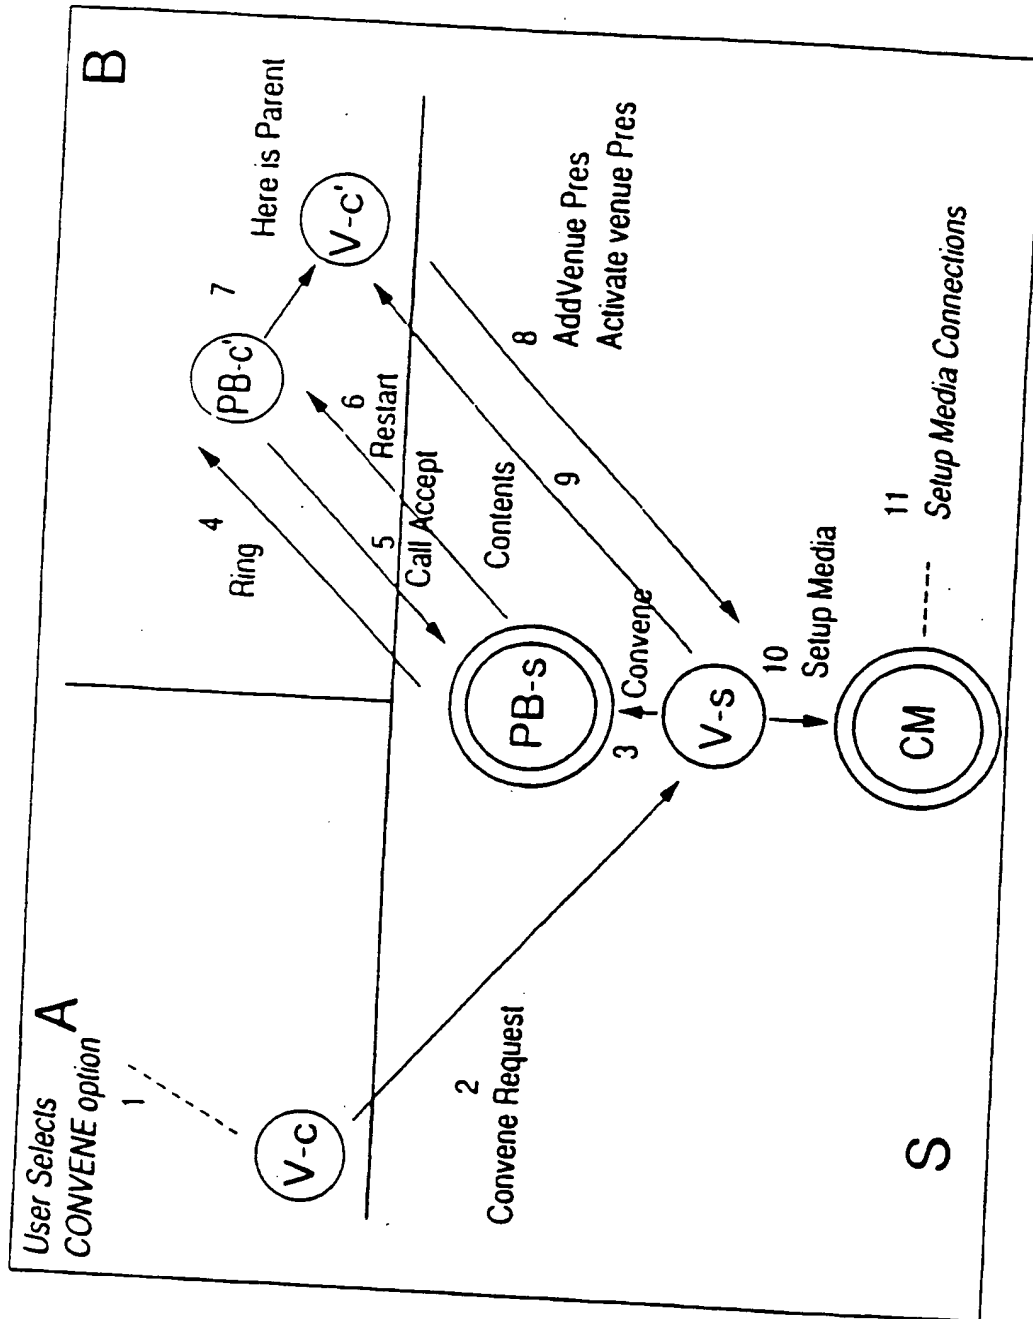 User Selects
CONVENE option
A
1
V-c
2
Convene Request
B
4
Ring
PB-c'
7
Here is Parent
V-c'
5
Call Accept
6
Restart
Contents
9
8
AddVenue Pres
Activate venue Pres
PB-s
3
Convene
V-s
10
Setup Media
CM
11
Setup Media Connections
S